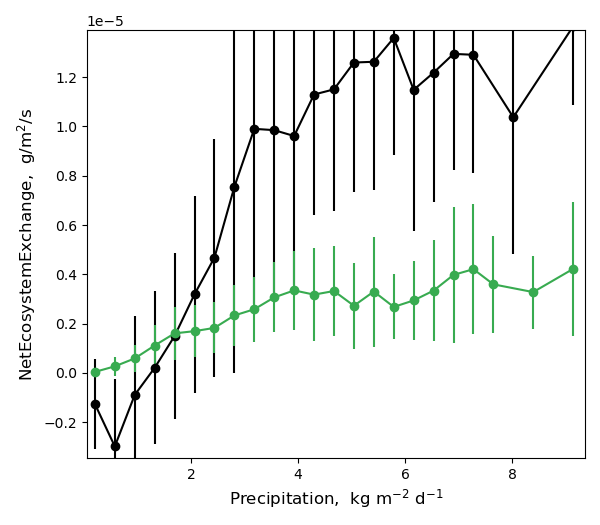 1e−5
1.2
1.0
0.8
0.6
0.4
0.2
0.0
−0.2
NetEcosystemExchange, g/m²/s
2 4 6 8
Precipitation, kg m⁻² d⁻¹